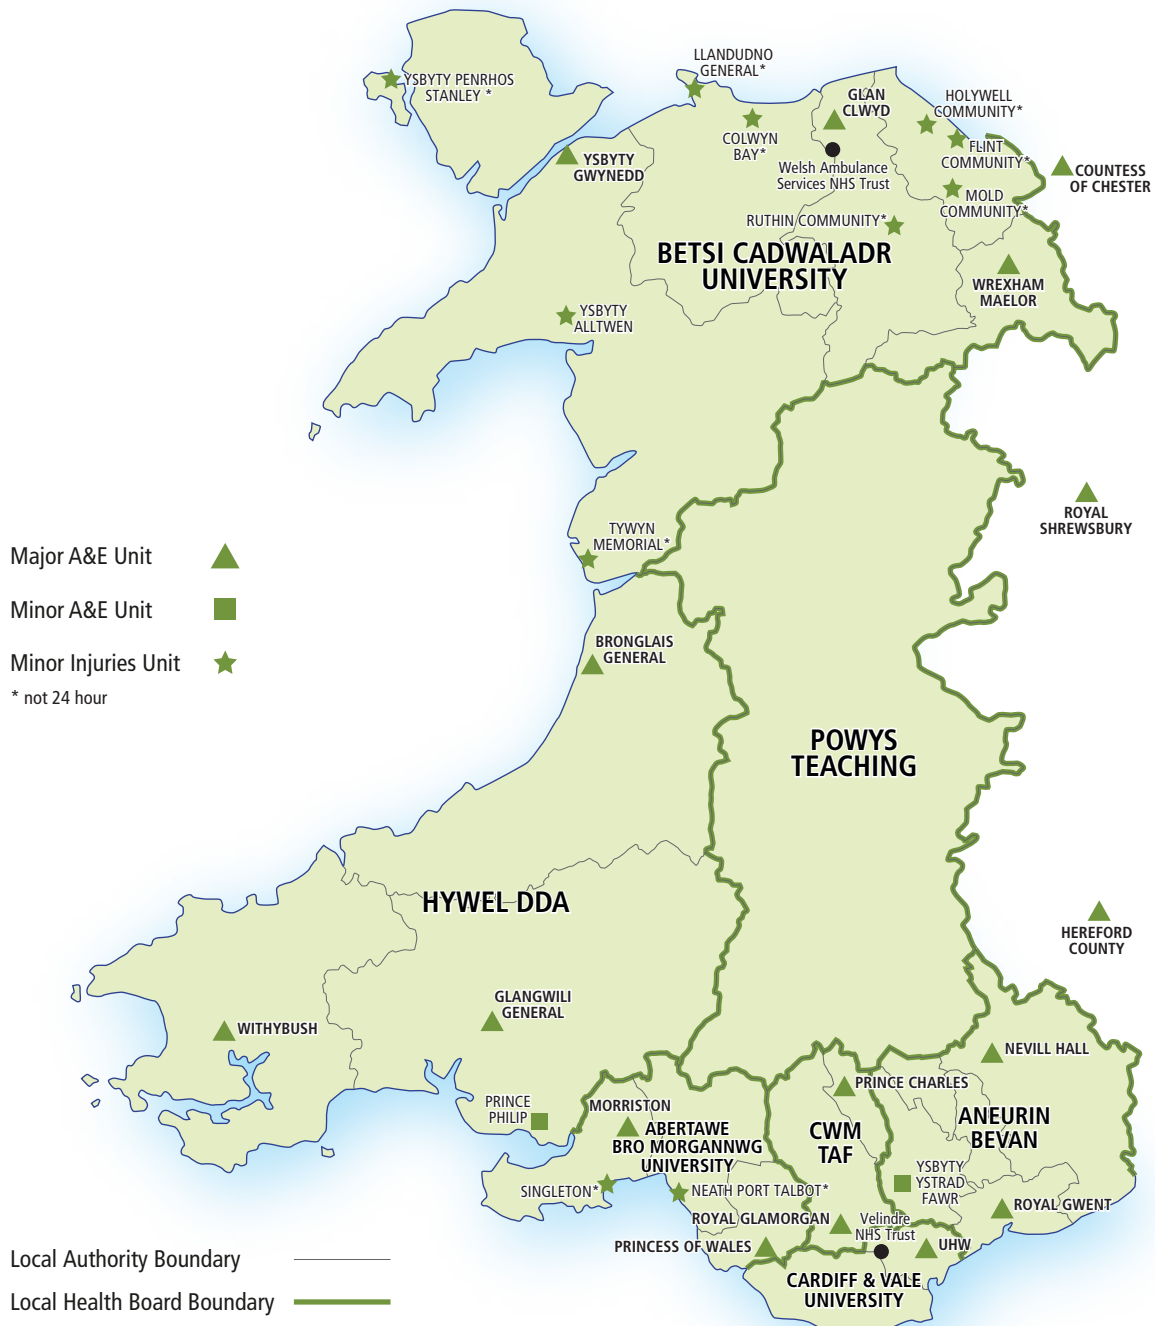 LLANDUDNO
GENERAL*
YSBYTY PENRHOS
STANLEY *
GLAN
CLWYD
HOLYWELL
COMMUNITY*
COLWYN
BAY*
FLINT
COMMUNITY*
YSBYTY
GWYNEDD
Welsh Ambulance
Services NHS Trust
COUNTESS
OF CHESTER
MOLD
COMMUNITY*
RUTHIN COMMUNITY*
BETSI CADWALADR
UNIVERSITY
WREXHAM
MAELOR
YSBYTY
ALLTWEN
ROYAL
SHREWSBURY
TYWYN
MEMORIAL*
Major A&E Unit
Minor A&E Unit
Minor Injuries Unit
* not 24 hour
BRONGLAIS
GENERAL
POWYS
TEACHING
HYWEL DDA
HEREFORD
COUNTY
GLANGWILI
GENERAL
WITHYBUSH
NEVILL HALL
PRINCE CHARLES
PRINCE
PHILIP
MORRISTON
ABERTAWE
BRO MORGANNWG
UNIVERSITY
CWM
TAF
ANEURIN
BEVAN
YSBYTY
YSTRAD
FAWR
SINGLETON*
NEATH PORT TALBOT*
ROYAL GWENT
ROYAL GLAMORGAN
Velindre
NHS Trust
PRINCESS OF WALES
UHW
CARDIFF & VALE
UNIVERSITY
Local Authority Boundary
Local Health Board Boundary